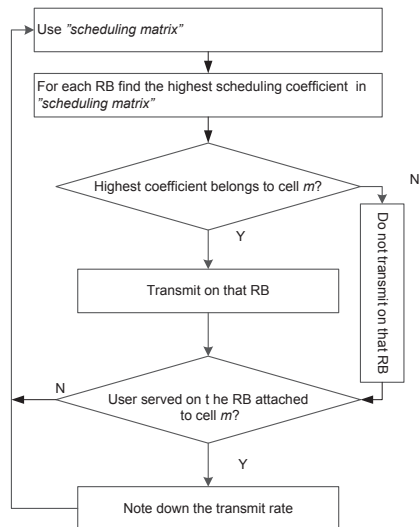 Use "scheduling matrix"
For each RB find the highest scheduling coefficient in
"scheduling matrix"
Highest coefficient belongs to cell m?
N
Y
Do not transmit on that RB
Transmit on that RB
N
User served on t he RB attached
to cell m?
Y
Note down the transmit rate